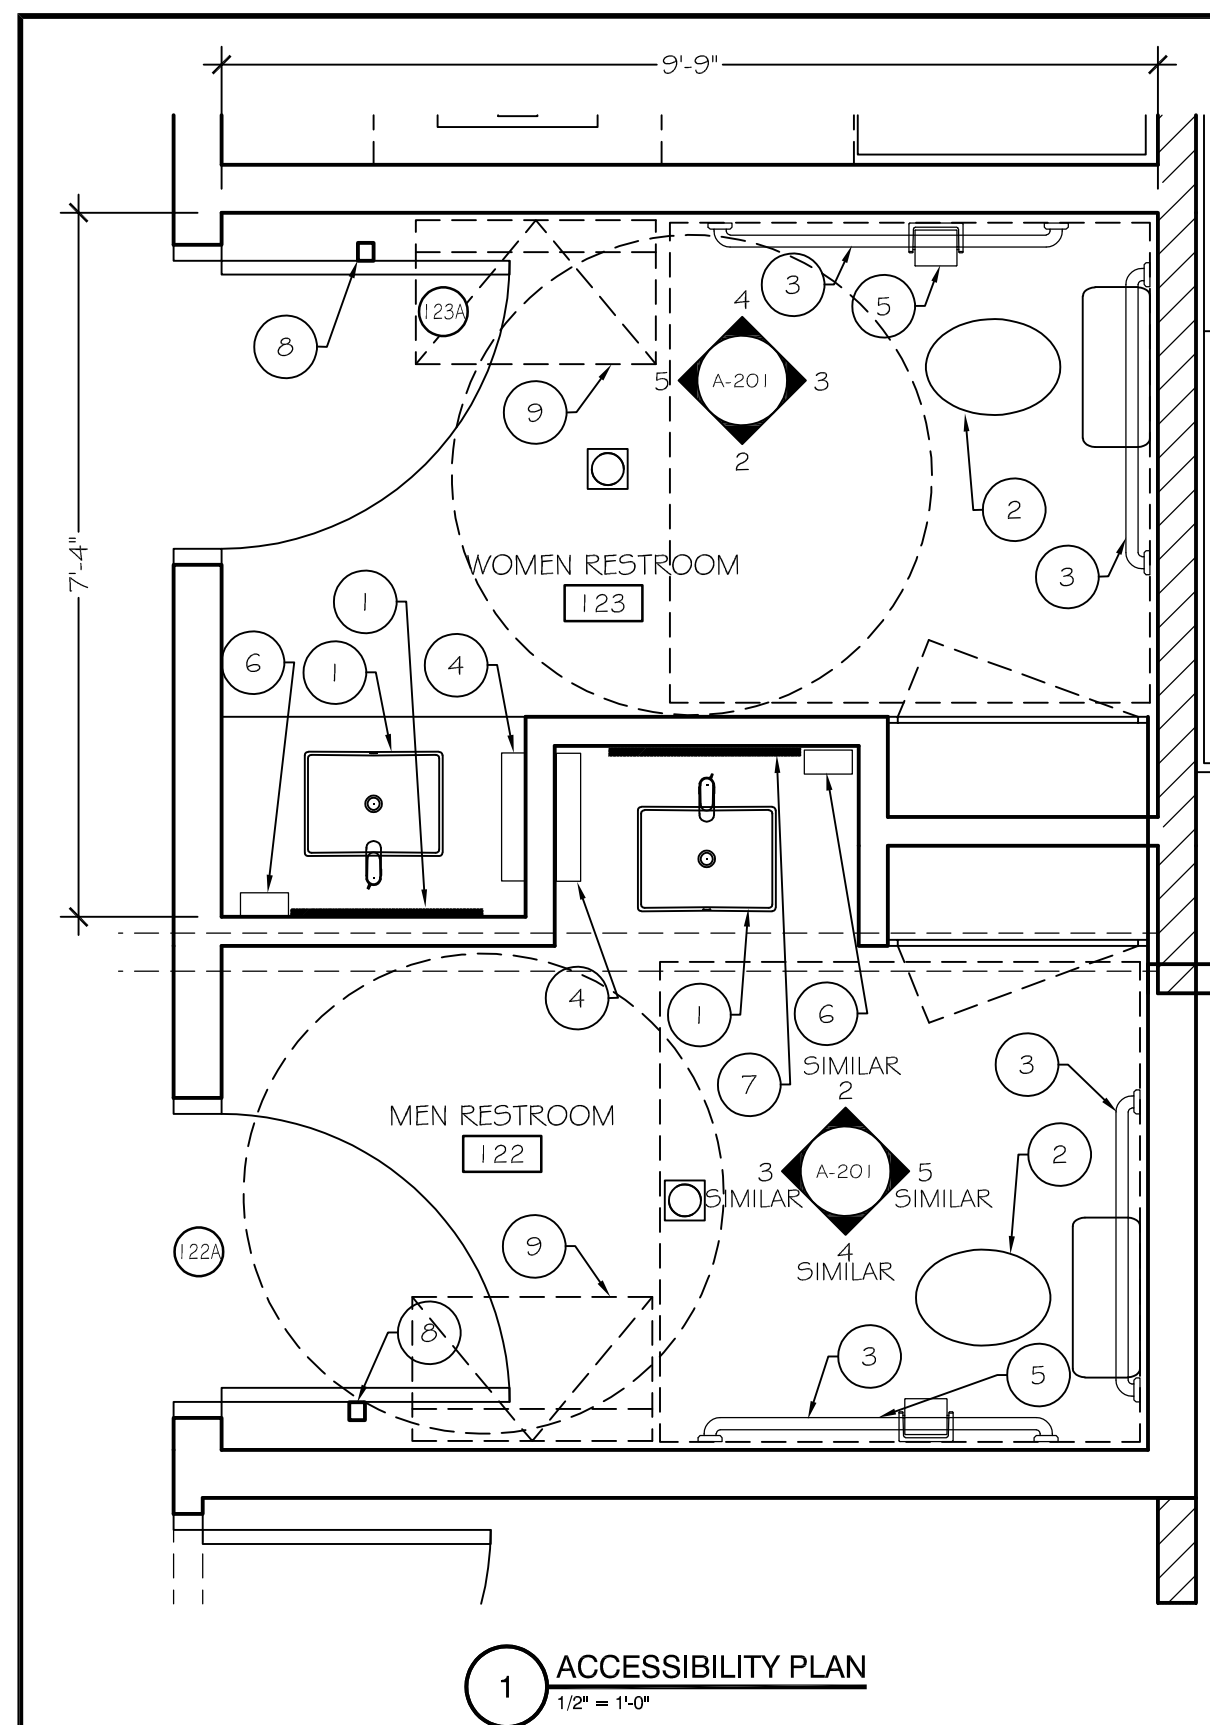 9'-9"
7'-4"
3
5
4
123A
8
5
A-201
3
9
2
2
3
WOMEN RESTROOM
123
1
6
1
4
4
1
6
7
SIMILAR
2
3
MEN RESTROOM
122
2
3
A-201
5
SIMILAR
SIMILAR
4
SIMILAR
122A
9
8
3
5
1
ACCESSIBILITY PLAN
1/2" = 1'-0"